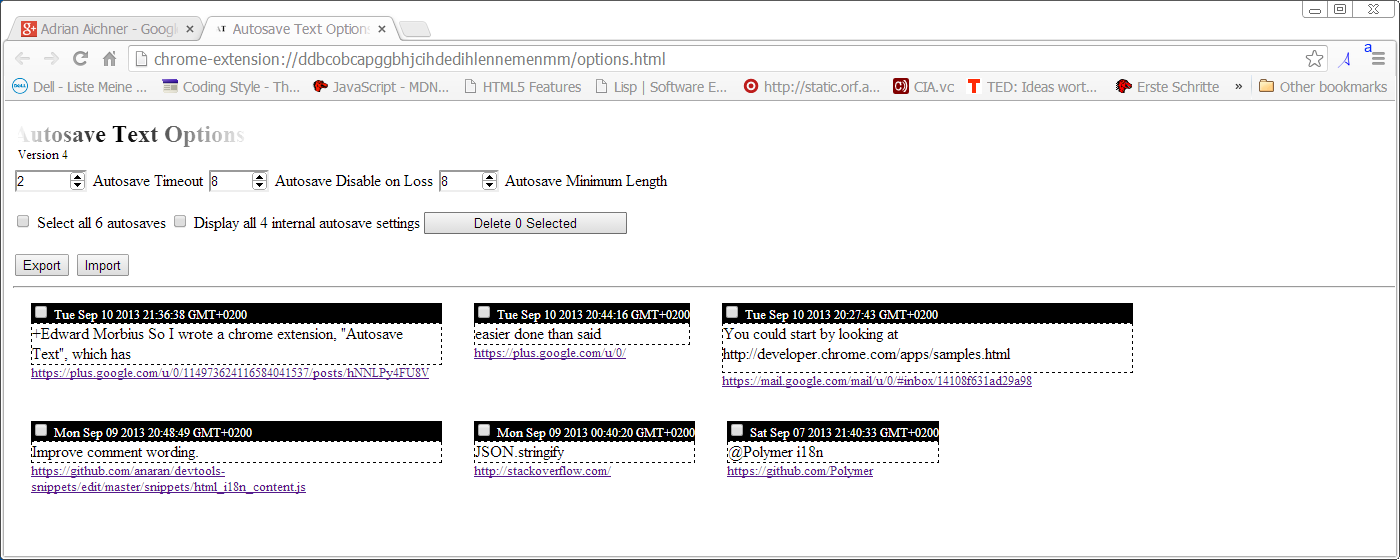 Adrian Aichner - Googl
AT Autosave Text Options
chrome-extension://ddbcobcapggbhjcihdedihlennemenmm/options.html
a
Dell - Liste Meine ... Coding Style - Th... JavaScript - MDN... HTML5 Features Lisp | Software E... http://static.orf.a... CIA.vc TED: Ideas wort... Erste Schritte » Other bookmarks
Autosave Text Options
Version 4
2 Autosave Timeout 8 Autosave Disable on Loss 8 Autosave Minimum Length
Select all 6 autosaves Display all 4 internal autosave settings Delete 0 Selected
Export Import
Tue Sep 10 2013 21:36:38 GMT+0200
+Edward Morbius So I wrote a chrome extension, "Autosave
Text", which has
https://plus.google.com/u/0/114973624116584041537/posts/hNNLPy4FU8V
Tue Sep 10 2013 20:44:16 GMT+0200
easier done than said
https://plus.google.com/u/0/
Tue Sep 10 2013 20:27:43 GMT+0200
You could start by looking at
http://developer.chrome.com/apps/samples.html
https://mail.google.com/mail/u/0/#inbox/14108f631ad29a98
Mon Sep 09 2013 20:48:49 GMT+0200
Improve comment wording.
https://github.com/anaran/devtools-
snippets/edit/master/snippets/html_i18n_content.js
Mon Sep 09 2013 00:40:20 GMT+0200
JSON.stringify
http://stackoverflow.com/
Sat Sep 07 2013 21:40:33 GMT+0200
@Polymer i18n
https://github.com/Polymer